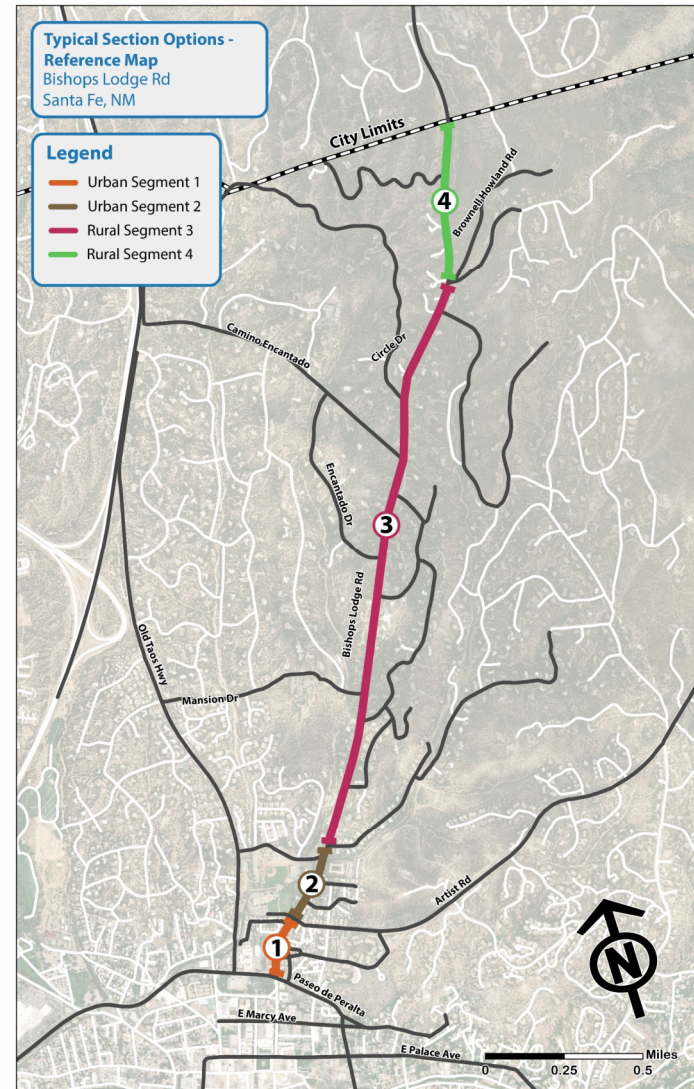 Typical Section Options -
Reference Map
Bishops Lodge Rd
Santa Fe, NM
Legend
Urban Segment 1
Urban Segment 2
Rural Segment 3
Rural Segment 4
City Limits
4
Brownell Howland Rd
Camino Encantado
Circle Dr
Encantado Dr
3
Bishops Lodge Rd
Old Taos Hwy
Mansion Dr
2
Artist Rd
1
N
Paseo de Peralta
E Marcy Ave
E Palace Ave
Miles
0 0.25 0.5